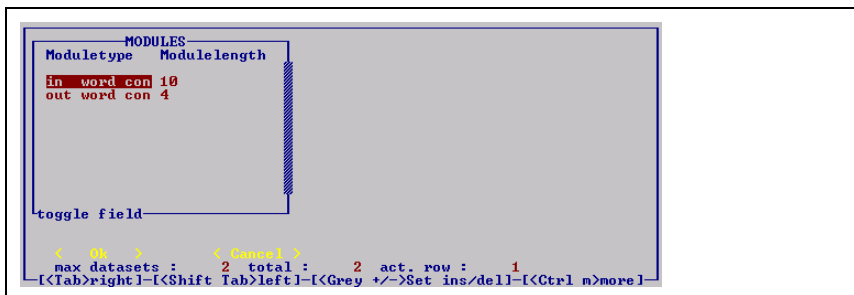 MODULES
Moduletype Modulelength
in word con 10
out word con 4
toggle field
< Ok > < Cancel >
max datasets : 2 total : 2 act. row : 1
[<Tab>right]-[<Shift Tab>left]-[<Grey +/->Set ins/del]-[<Ctrl m>more]